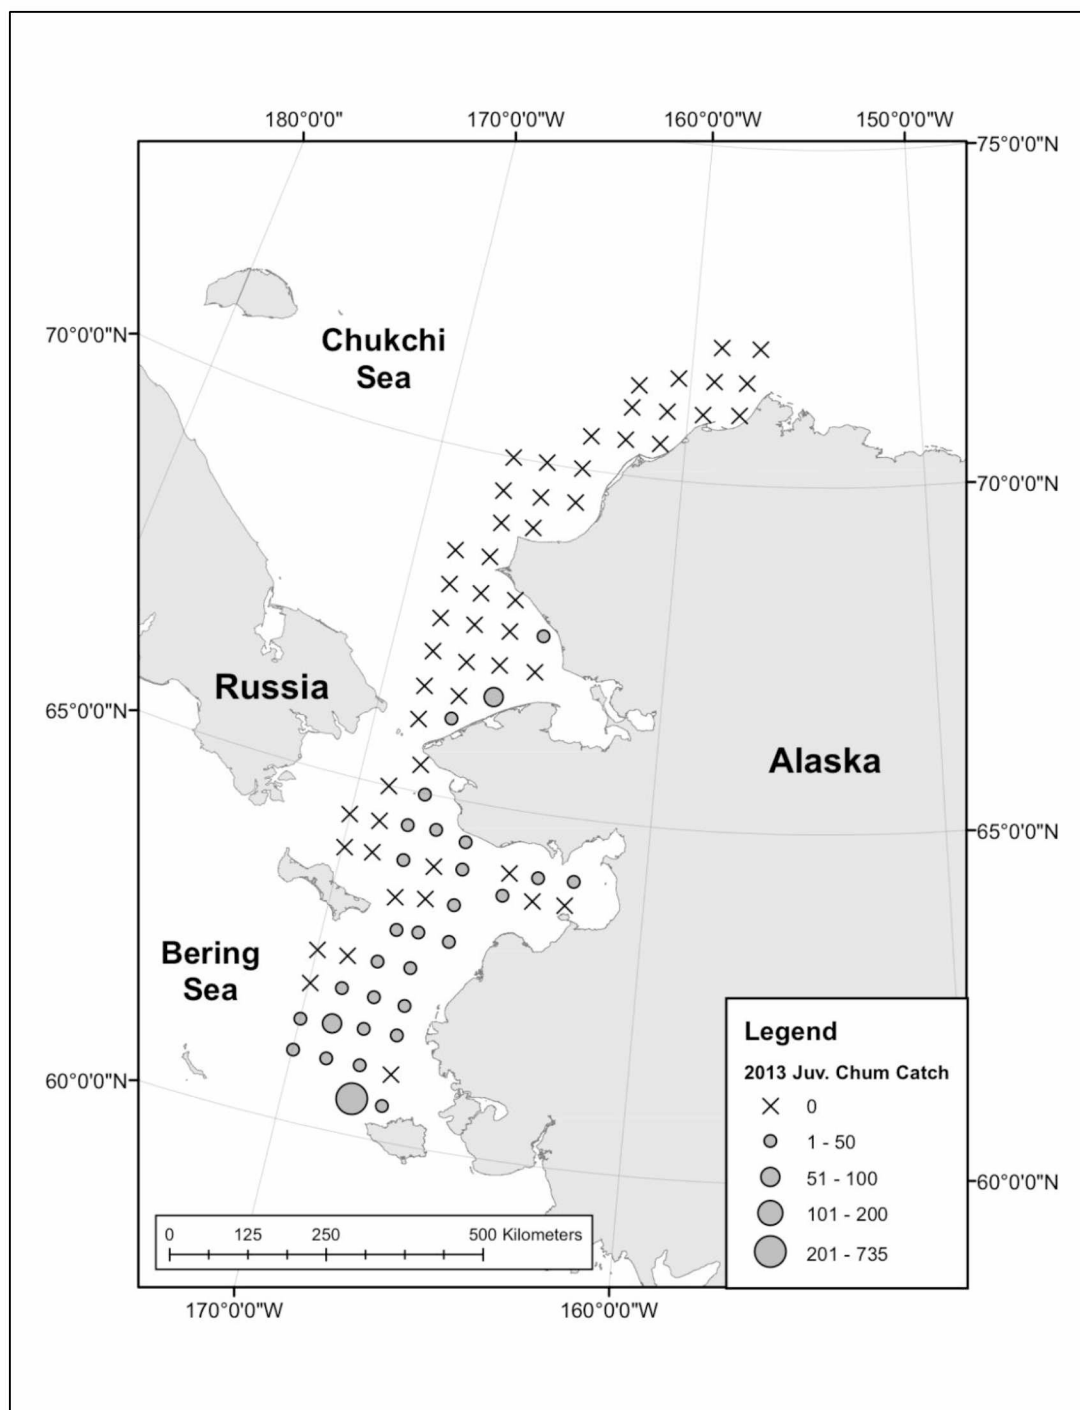 180°0'0"
170°0'0"W
160°0'0"W
150°0'0"W
75°0'0"N
70°0'0"N
Chukchi
Sea
70°0'0"N
Russia
65°0'0"N
Alaska
65°0'0"N
Bering
Sea
60°0'0"N
Legend
2013 Juv. Chum Catch
0
1 - 50
51 - 100
101 - 200
201 - 735
60°0'0"N
0 125 250 500 Kilometers
170°0'0"W
160°0'0"W